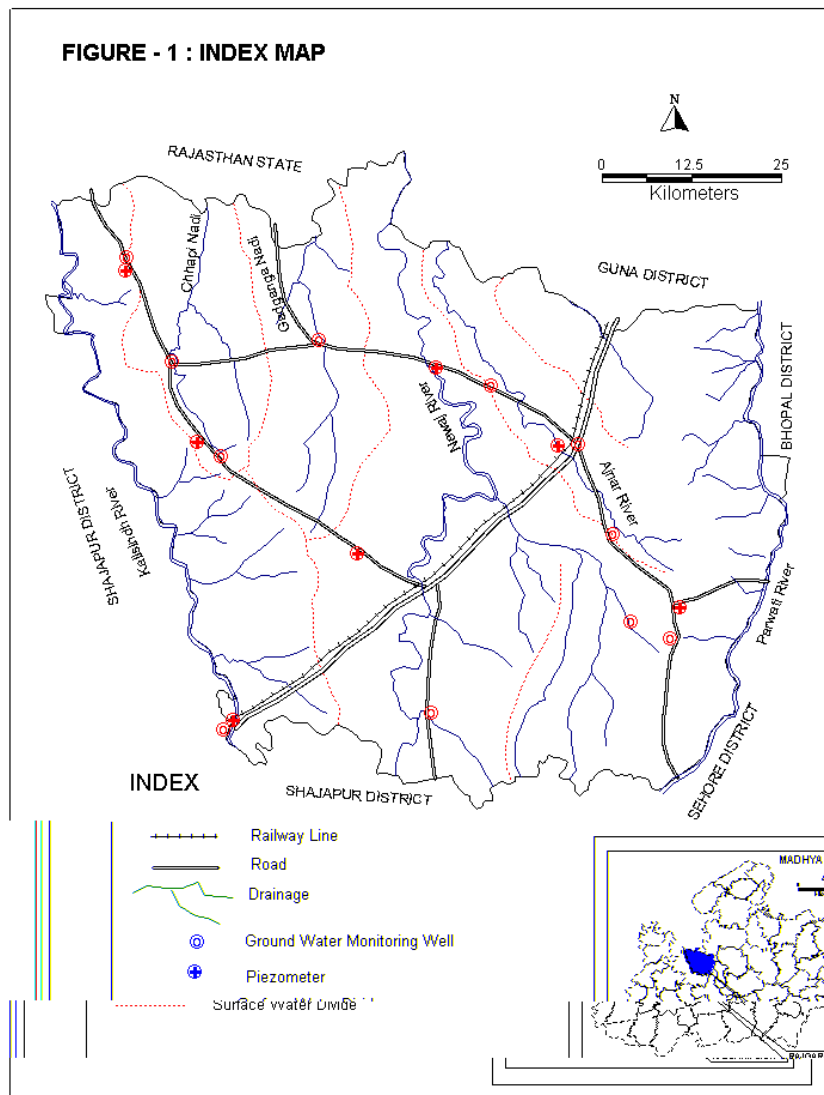 FIGURE - 1 : INDEX MAP
N
0 12.5 25
Kilometers
RAJASTHAN STATE
GUNA DISTRICT
BHOPAL DISTRICT
Chhapi Nadi
Gadganga Nadi
Newaj River
Ajnar River
SHAJAPUR DISTRICT
Kalisindh River
Parwati River
SEHORE DISTRICT
SHAJAPUR DISTRICT
INDEX
Railway Line
Road
Drainage
Ground Water Monitoring Well
Piezometer
Surface Water Divide
MADHYA